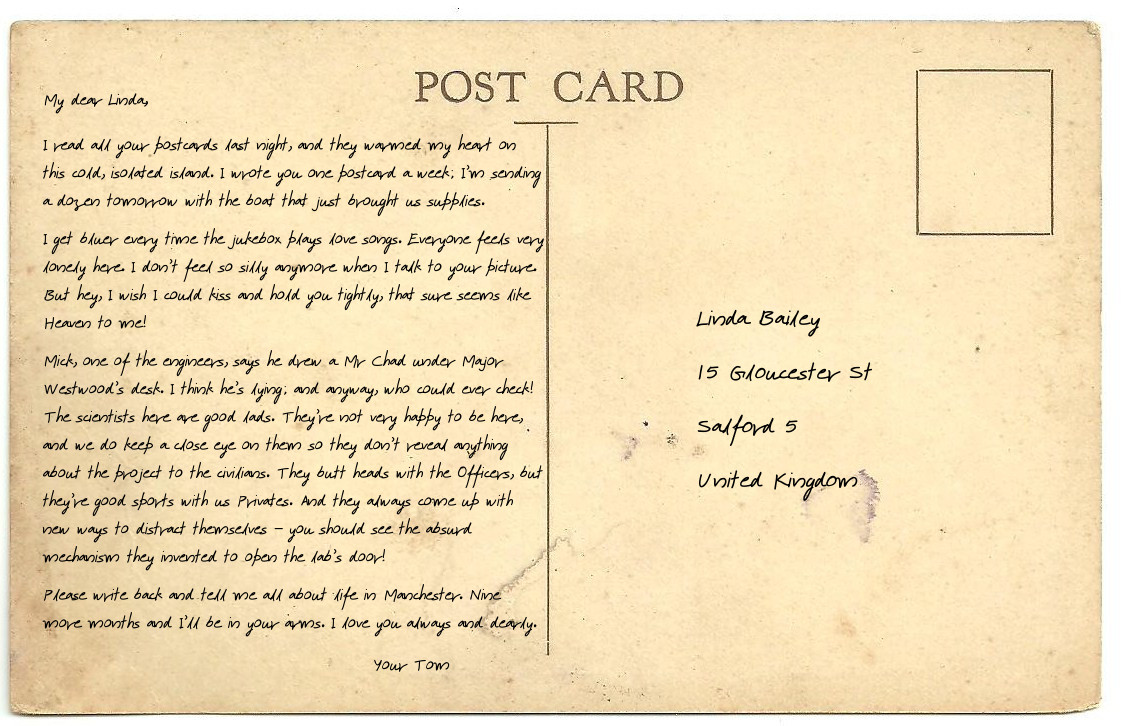 POST CARD
My dear Linda,
I read all your postcards last night, and they warmed my heart on
this cold, isolated island. I wrote you one postcard a week; I'm sending
a dozen tomorrow with the boat that just brought us supplies.
I get bluer every time the jukebox plays love songs. Everyone feels very
lonely here. I don't feel so silly anymore when I talk to your picture.
But hey, I wish I could kiss and hold you tightly, that sure seems like
Heaven to me!
Mick, one of the engineers, says he drew a Mr Chad under Major
Westwood's desk. I think he's lying; and anyway, who could ever check!
The scientists here are good lads. They're not very happy to be here,
and we do keep a close eye on them so they don't reveal anything
about the project to the civilians. They butt heads with the Officers, but
they're good sports with us Privates. And they always come up with
new ways to distract themselves – you should see the absurd
mechanism they invented to open the lab's door!
Please write back and tell me all about life in Manchester. Nine
more months and I'll be in your arms. I love you always and dearly.
Your Tom
Linda Bailey
15 Gloucester St
Salford 5
United Kingdom